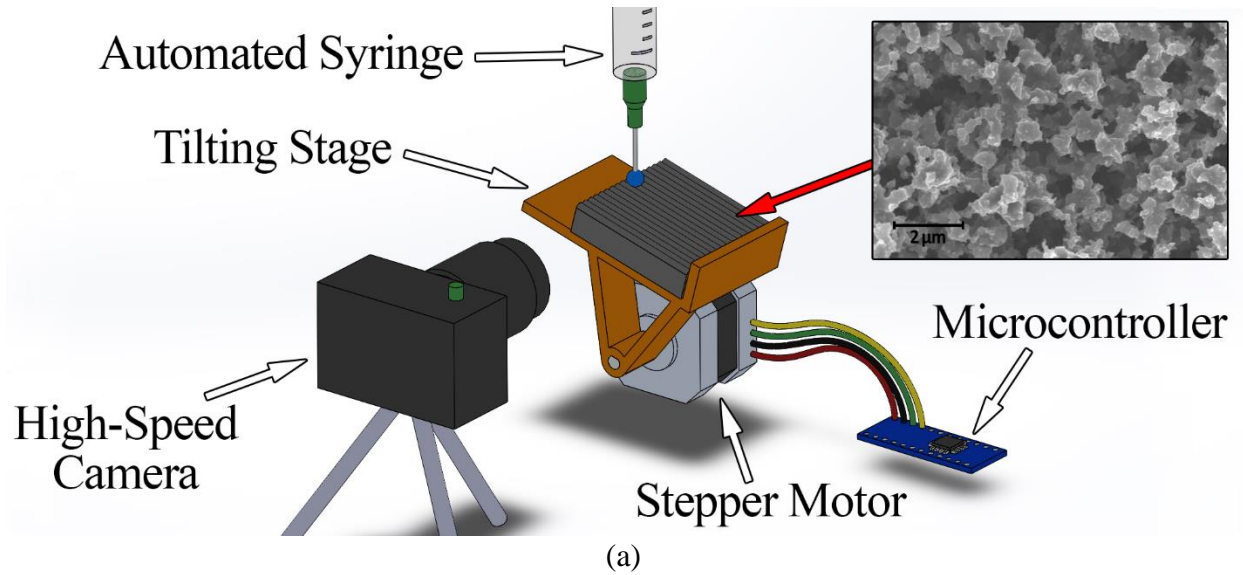 Automated Syringe
Tilting Stage
2 μm
Microcontroller
High-Speed
Camera
Stepper Motor
(a)